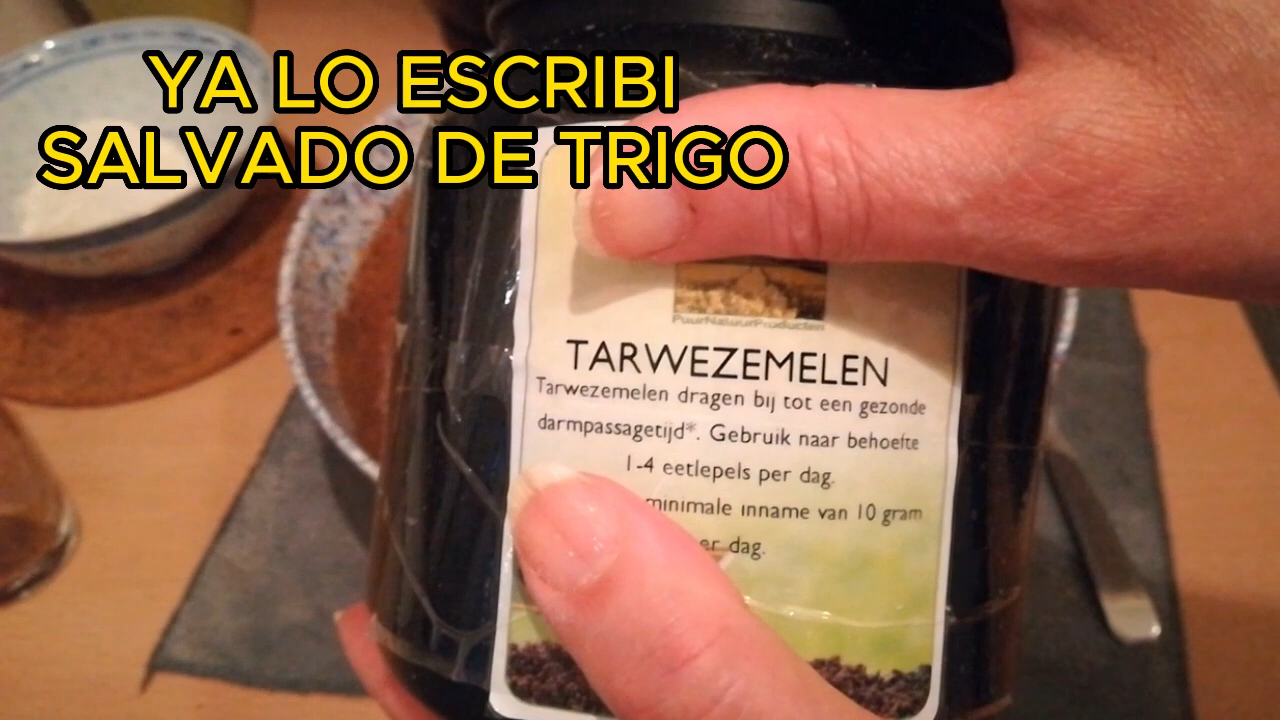 YA LO ESCRIBI
SALVADO DE TRIGO
PuurNatuurProducten
TARWEZEMELEN
Tarwezemelen dragen bij tot een gezonde
darmpassagetijd*. Gebruik naar behoefte
1-4 eetlepels per dag.
minimale inname van 10 gram
dag.